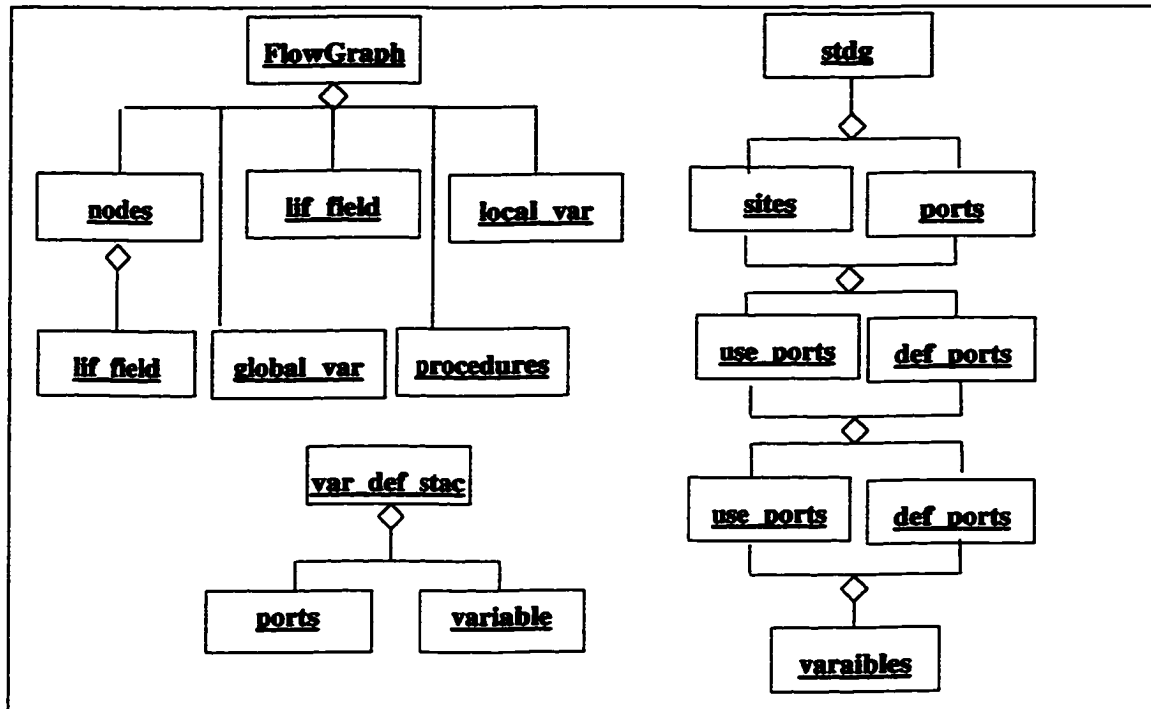 FlowGraph
nodes
lif_field
local_var
lif_field
global_var
procedures
var_def_stac
ports
variable
stdg
sites
ports
use_ports
def_ports
use_ports
def_ports
varaibles